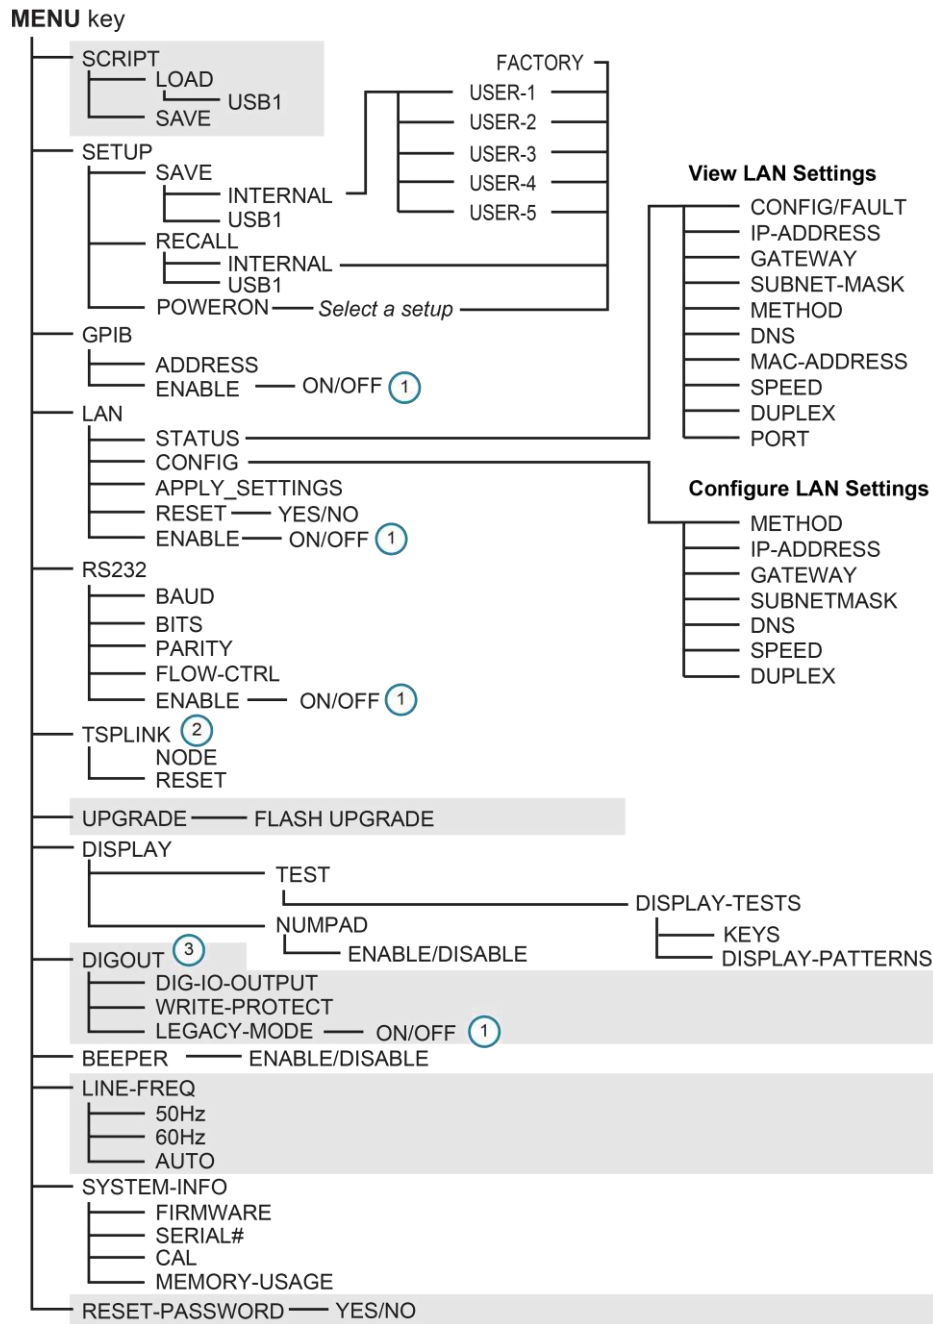 MENU key
SCRIPT
LOAD
USB1
SAVE
SETUP
SAVE
INTERNAL
USB1
RECALL
INTERNAL
USB1
POWERON
Select a setup
FACTORY
USER-1
USER-2
USER-3
USER-4
USER-5
GPIB
ADDRESS
ENABLE
ON/OFF 1
LAN
STATUS
CONFIG
APPLY_SETTINGS
RESET
YES/NO
ENABLE
ON/OFF 1
View LAN Settings
CONFIG/FAULT
IP-ADDRESS
GATEWAY
SUBNET-MASK
METHOD
DNS
MAC-ADDRESS
SPEED
DUPLEX
PORT
Configure LAN Settings
METHOD
IP-ADDRESS
GATEWAY
SUBNETMASK
DNS
SPEED
DUPLEX
RS232
BAUD
BITS
PARITY
FLOW-CTRL
ENABLE
ON/OFF 1
TSPLINK 2
NODE
RESET
UPGRADE
FLASH UPGRADE
DISPLAY
TEST
DISPLAY-TESTS
KEYS
DISPLAY-PATTERNS
NUMPAD
ENABLE/DISABLE
DIGOUT 3
DIG-IO-OUTPUT
WRITE-PROTECT
LEGACY-MODE
ON/OFF 1
BEEPER
ENABLE/DISABLE
LINE-FREQ
50Hz
60Hz
AUTO
SYSTEM-INFO
FIRMWARE
SERIAL#
CAL
MEMORY-USAGE
RESET-PASSWORD
YES/NO